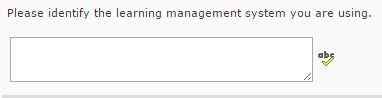 Please identify the learning management system you are using.
abc